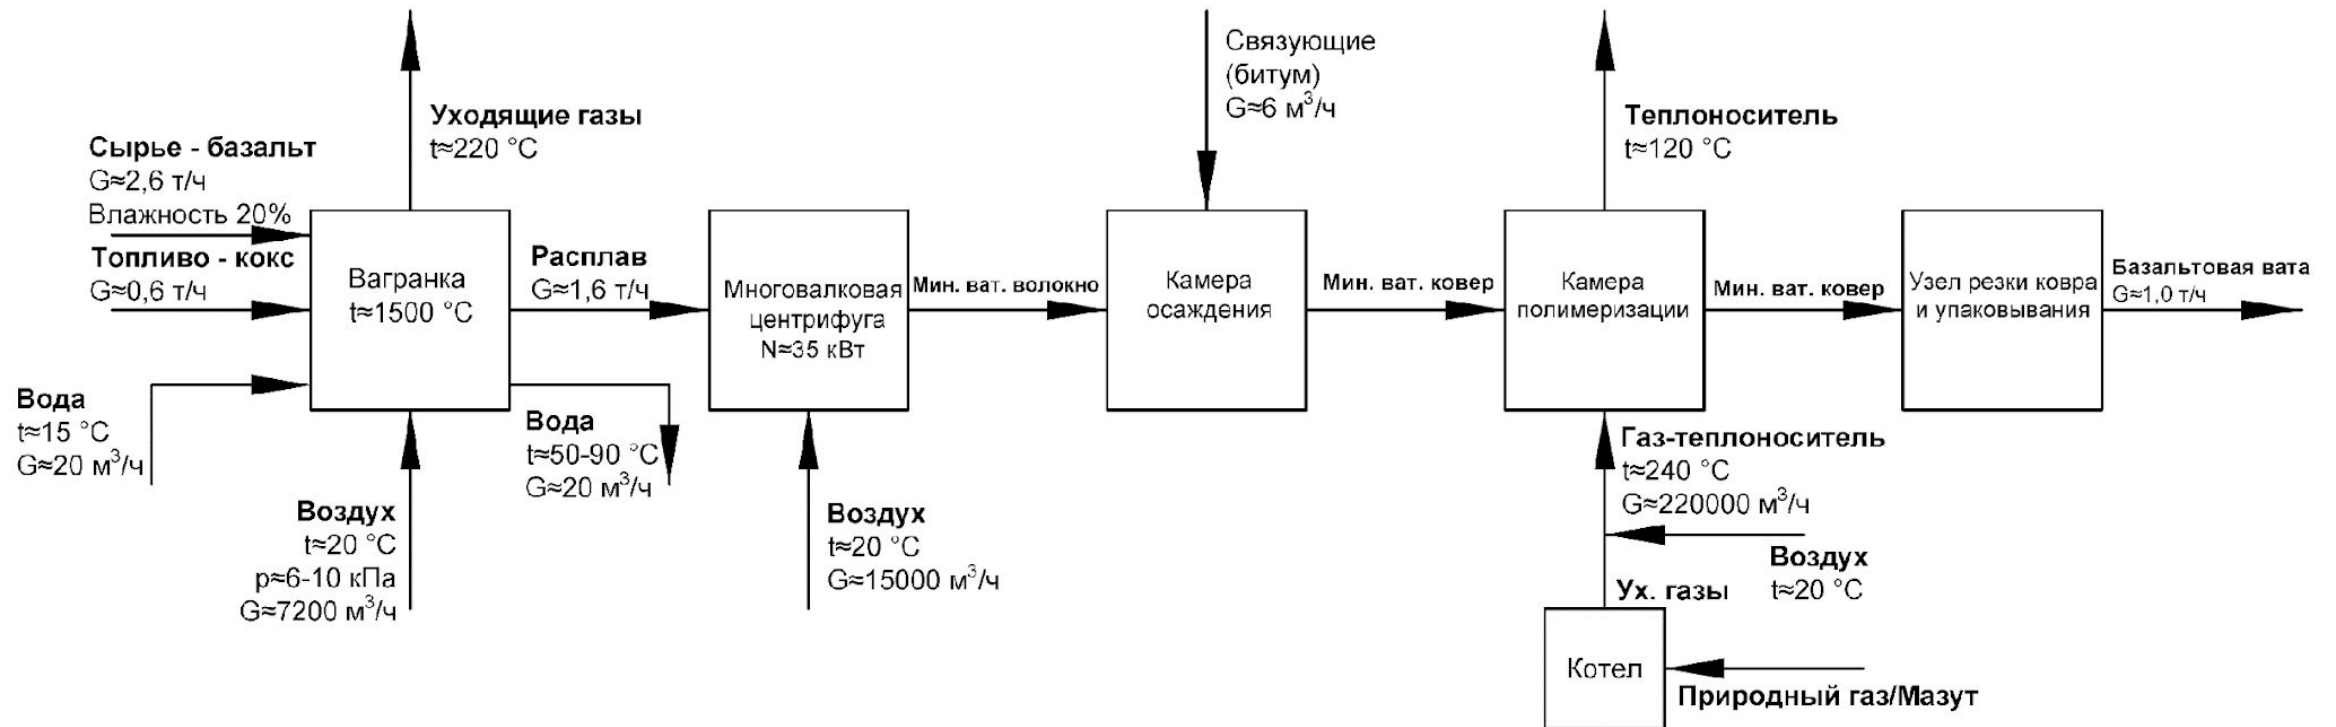 Связующие
(битум)
G≈6 м³/ч
Уходящие газы
t≈220 °C
Теплоноситель
t≈120 °C
Сырье - базальт
G≈2,6 т/ч
Влажность 20%
Топливо - кокс
G≈0,6 т/ч
Вагранка
t≈1500 °C
Расплав
G≈1,6 т/ч
Многовалковая
центрифуга
N≈35 кВт
Мин. ват. волокно
Камера
осаждения
Мин. ват. ковер
Камера
полимеризации
Мин. ват. ковер
Узел резки ковра
и упаковывания
Базальтовая вата
G≈1,0 т/ч
Вода
t≈15 °C
G≈20 м³/ч
Вода
t≈50-90 °C
G≈20 м³/ч
Воздух
t≈20 °C
p≈6-10 кПа
G≈7200 м³/ч
Воздух
t≈20 °C
G≈15000 м³/ч
Газ-теплоноситель
t≈240 °C
G≈220000 м³/ч
Воздух
t≈20 °C
Ух. газы
Котел
Природный газ/Мазут